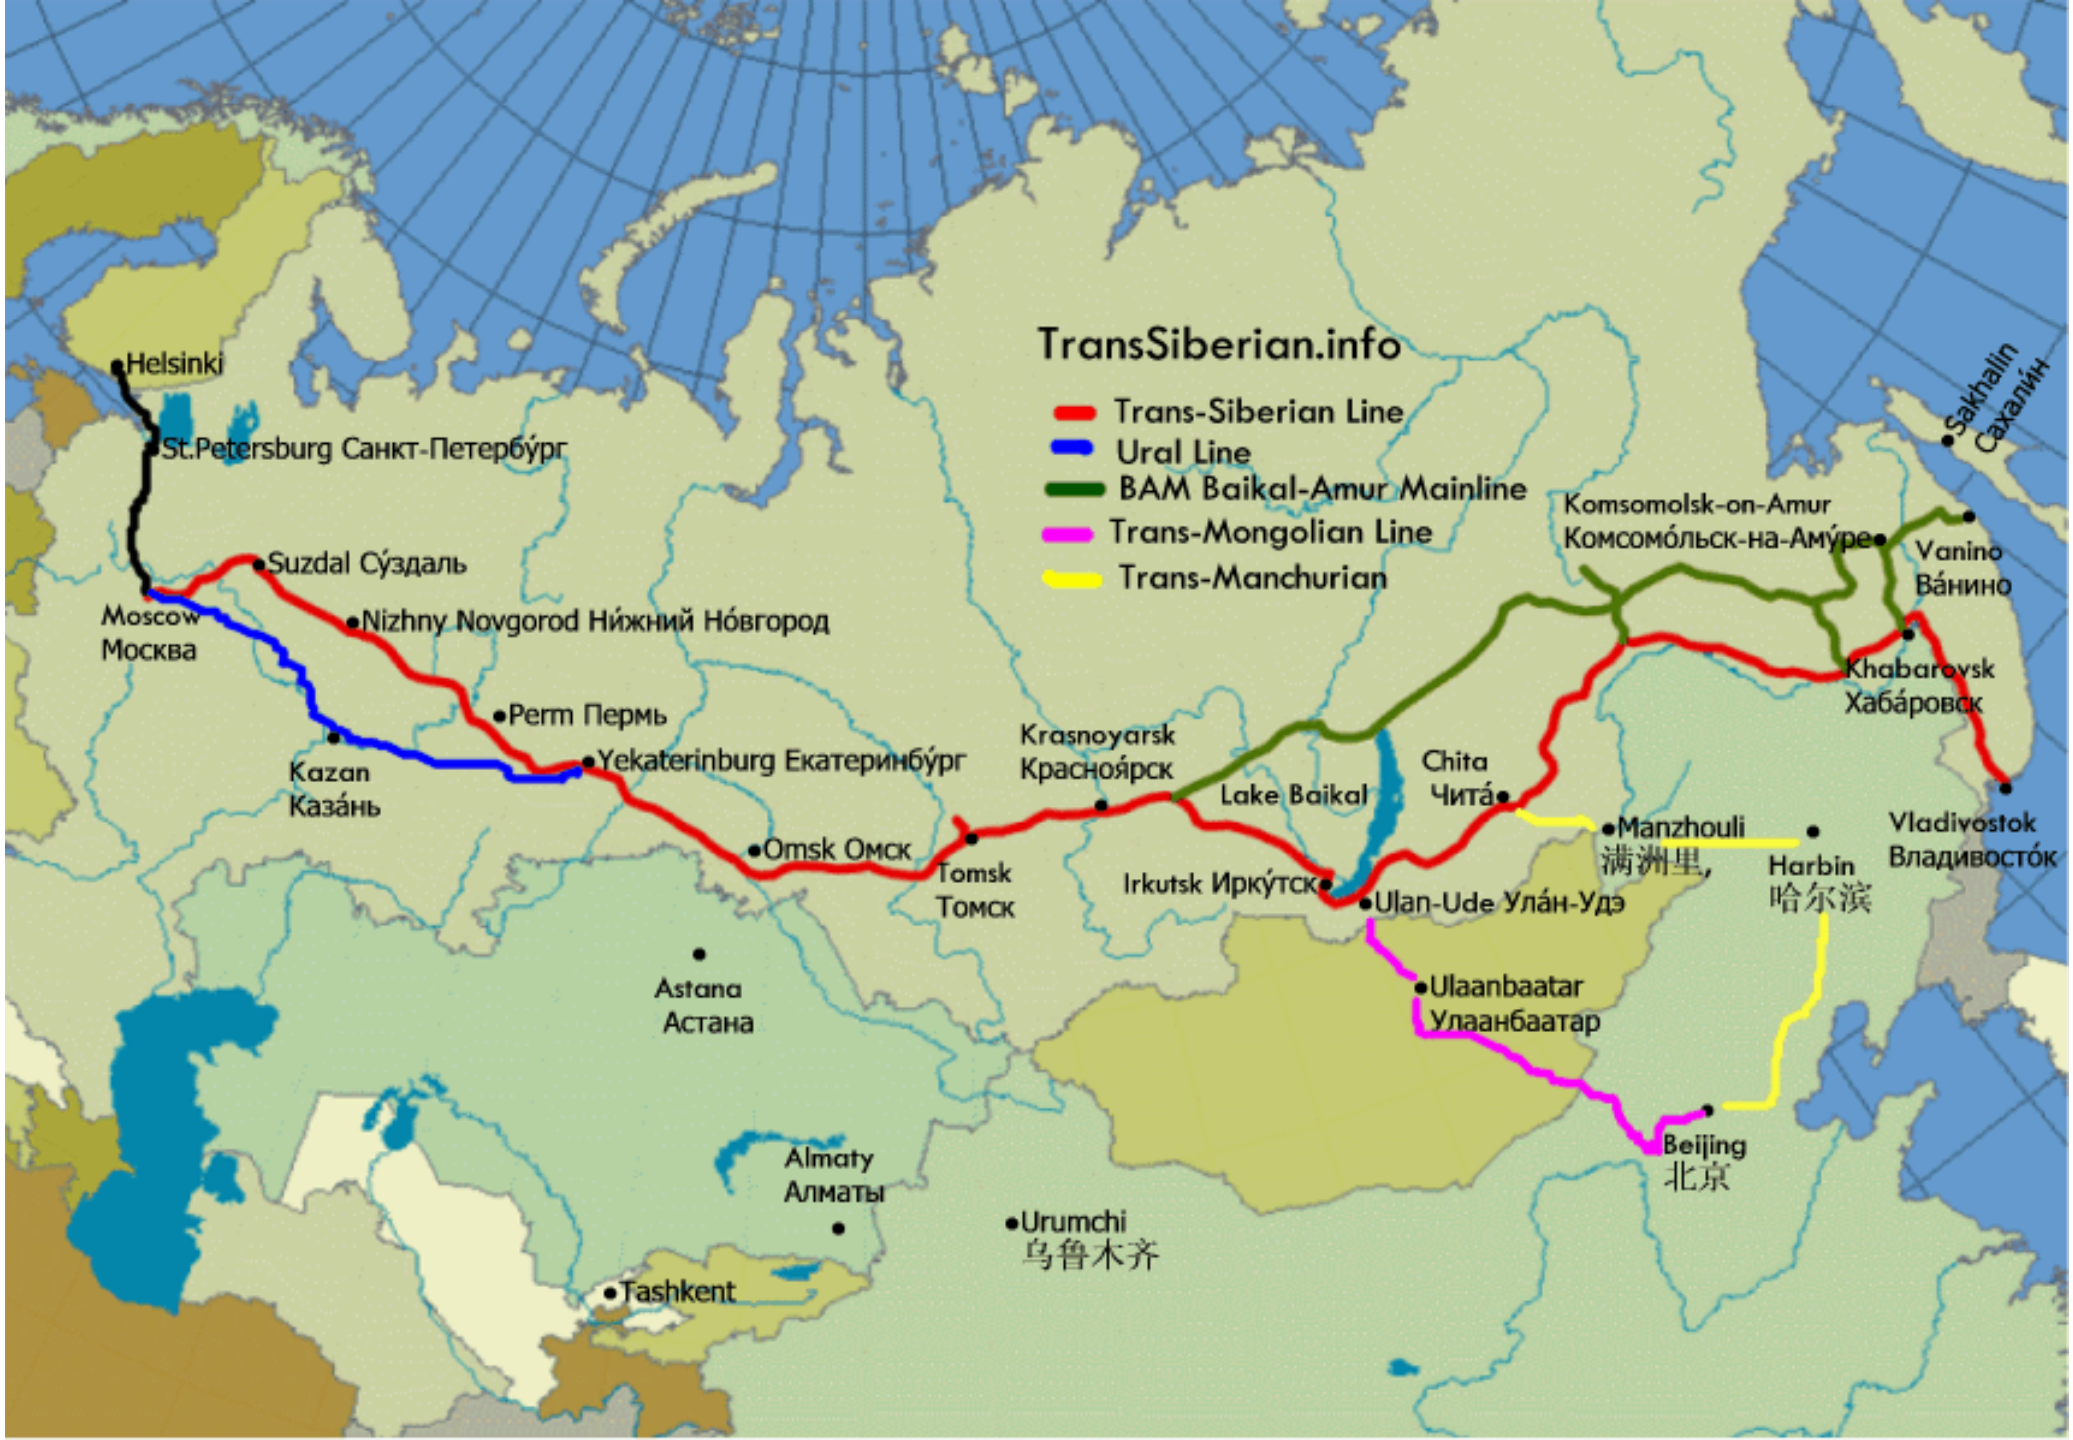 TransSiberian.info
Trans-Siberian Line
Ural Line
BAM Baikal-Amur Mainline
Trans-Mongolian Line
Trans-Manchurian
Helsinki
St.Petersburg Санкт-Петербу́рг
Suzdal Су́здаль
Moscow
Москва
Nizhny Novgorod Ни́жний Но́вгород
Perm Пермь
Kazan
Каза́нь
Yekaterinburg Екатеринбу́рг
Omsk Омск
Tomsk
Томск
Krasnoyarsk
Красноя́рск
Lake Baikal
Irkutsk Ирку́тск
Ulan-Ude Ула́н-Удэ
Chita
Чита́
Komsomolsk-on-Amur
Комсомо́льск-на-Аму́ре
Sakhalin
Сахали́н
Vanino
Ва́нино
Khabarovsk
Хаба́ровск
Vladivostok
Владивосто́к
Manzhouli
满洲里,
Harbin
哈尔滨
Ulaanbaatar
Улаанбаатар
Beijing
北京
Astana
Астана
Almaty
Алматы
Urumchi
乌鲁木齐
Tashkent